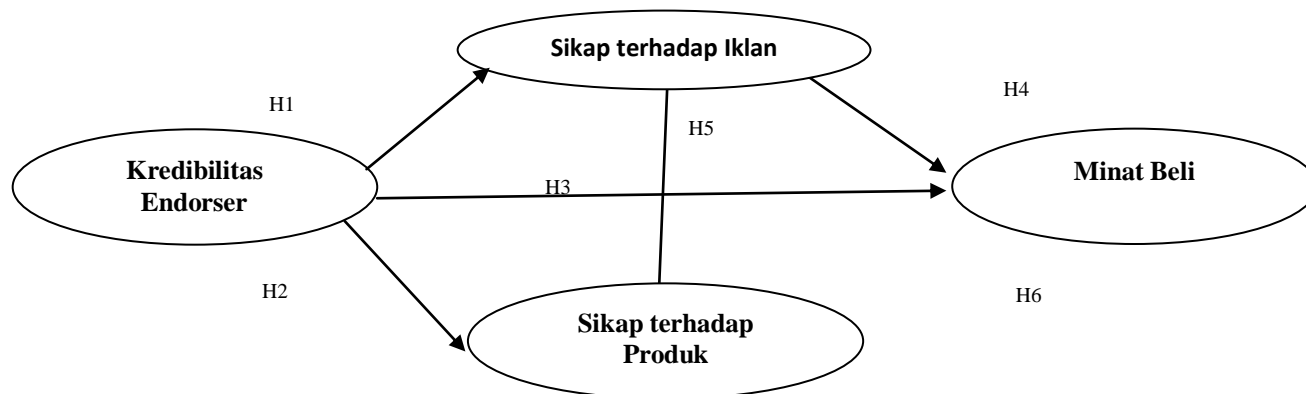 Sikap terhadap Iklan
H1
H4
H5
Kredibilitas
Endorser
Minat Beli
H3
H2
H6
Sikap terhadap
Produk